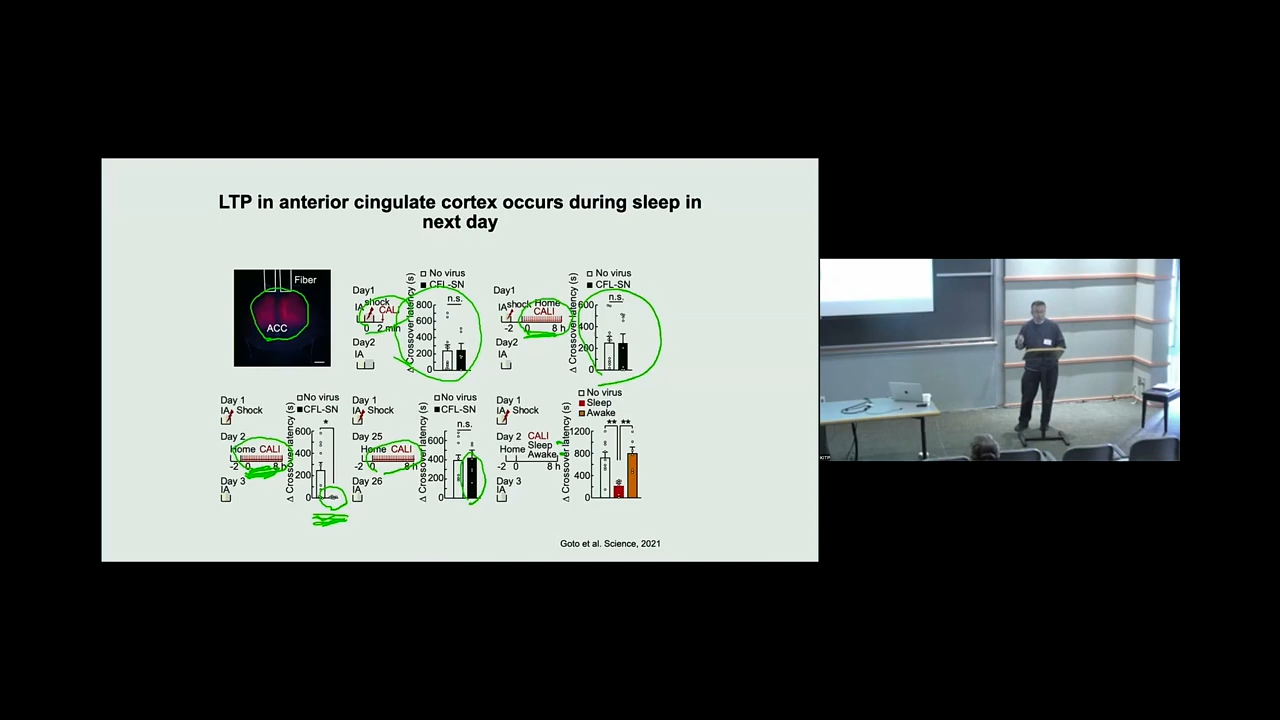 LTP in anterior cingulate cortex occurs during sleep in
next day
Fiber
ACC
Day1
IA shock
CALI
0 2 min
Day2
IA
Δ Crossover latency (s)
No virus
CFL-SN
n.s.
800
600
400
200
0
Day1
IA shock Home
CALI
-2 0 8 h
Day2
IA
Δ Crossover latency (s)
No virus
CFL-SN
n.s.
600
400
200
0
Day 1
IA Shock
Day 2
Home CALI
-2 0 8 h
Day 3
IA
Δ Crossover latency (s)
No virus
CFL-SN
*
600
400
200
0
Day 1
IA Shock
Day 25
Home CALI
-2 0 8 h
Day 26
IA
Δ Crossover latency (s)
No virus
CFL-SN
n.s.
600
400
200
0
Day 1
IA Shock
Day 2 CALI
Sleep
Home Awake
-2 0 8 h
Day 3
IA
Δ Crossover latency (s)
No virus
Sleep
Awake
** **
1200
800
400
0
Goto et al. Science, 2021
KITP